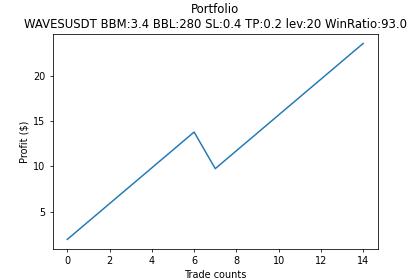 Portfolio
WAVESUSDT BBM:3.4 BBL:280 SL:0.4 TP:0.2 lev:20 WinRatio:93.0
Profit ($)
20
15
10
5
0 2 4 6 8 10 12 14
Trade counts